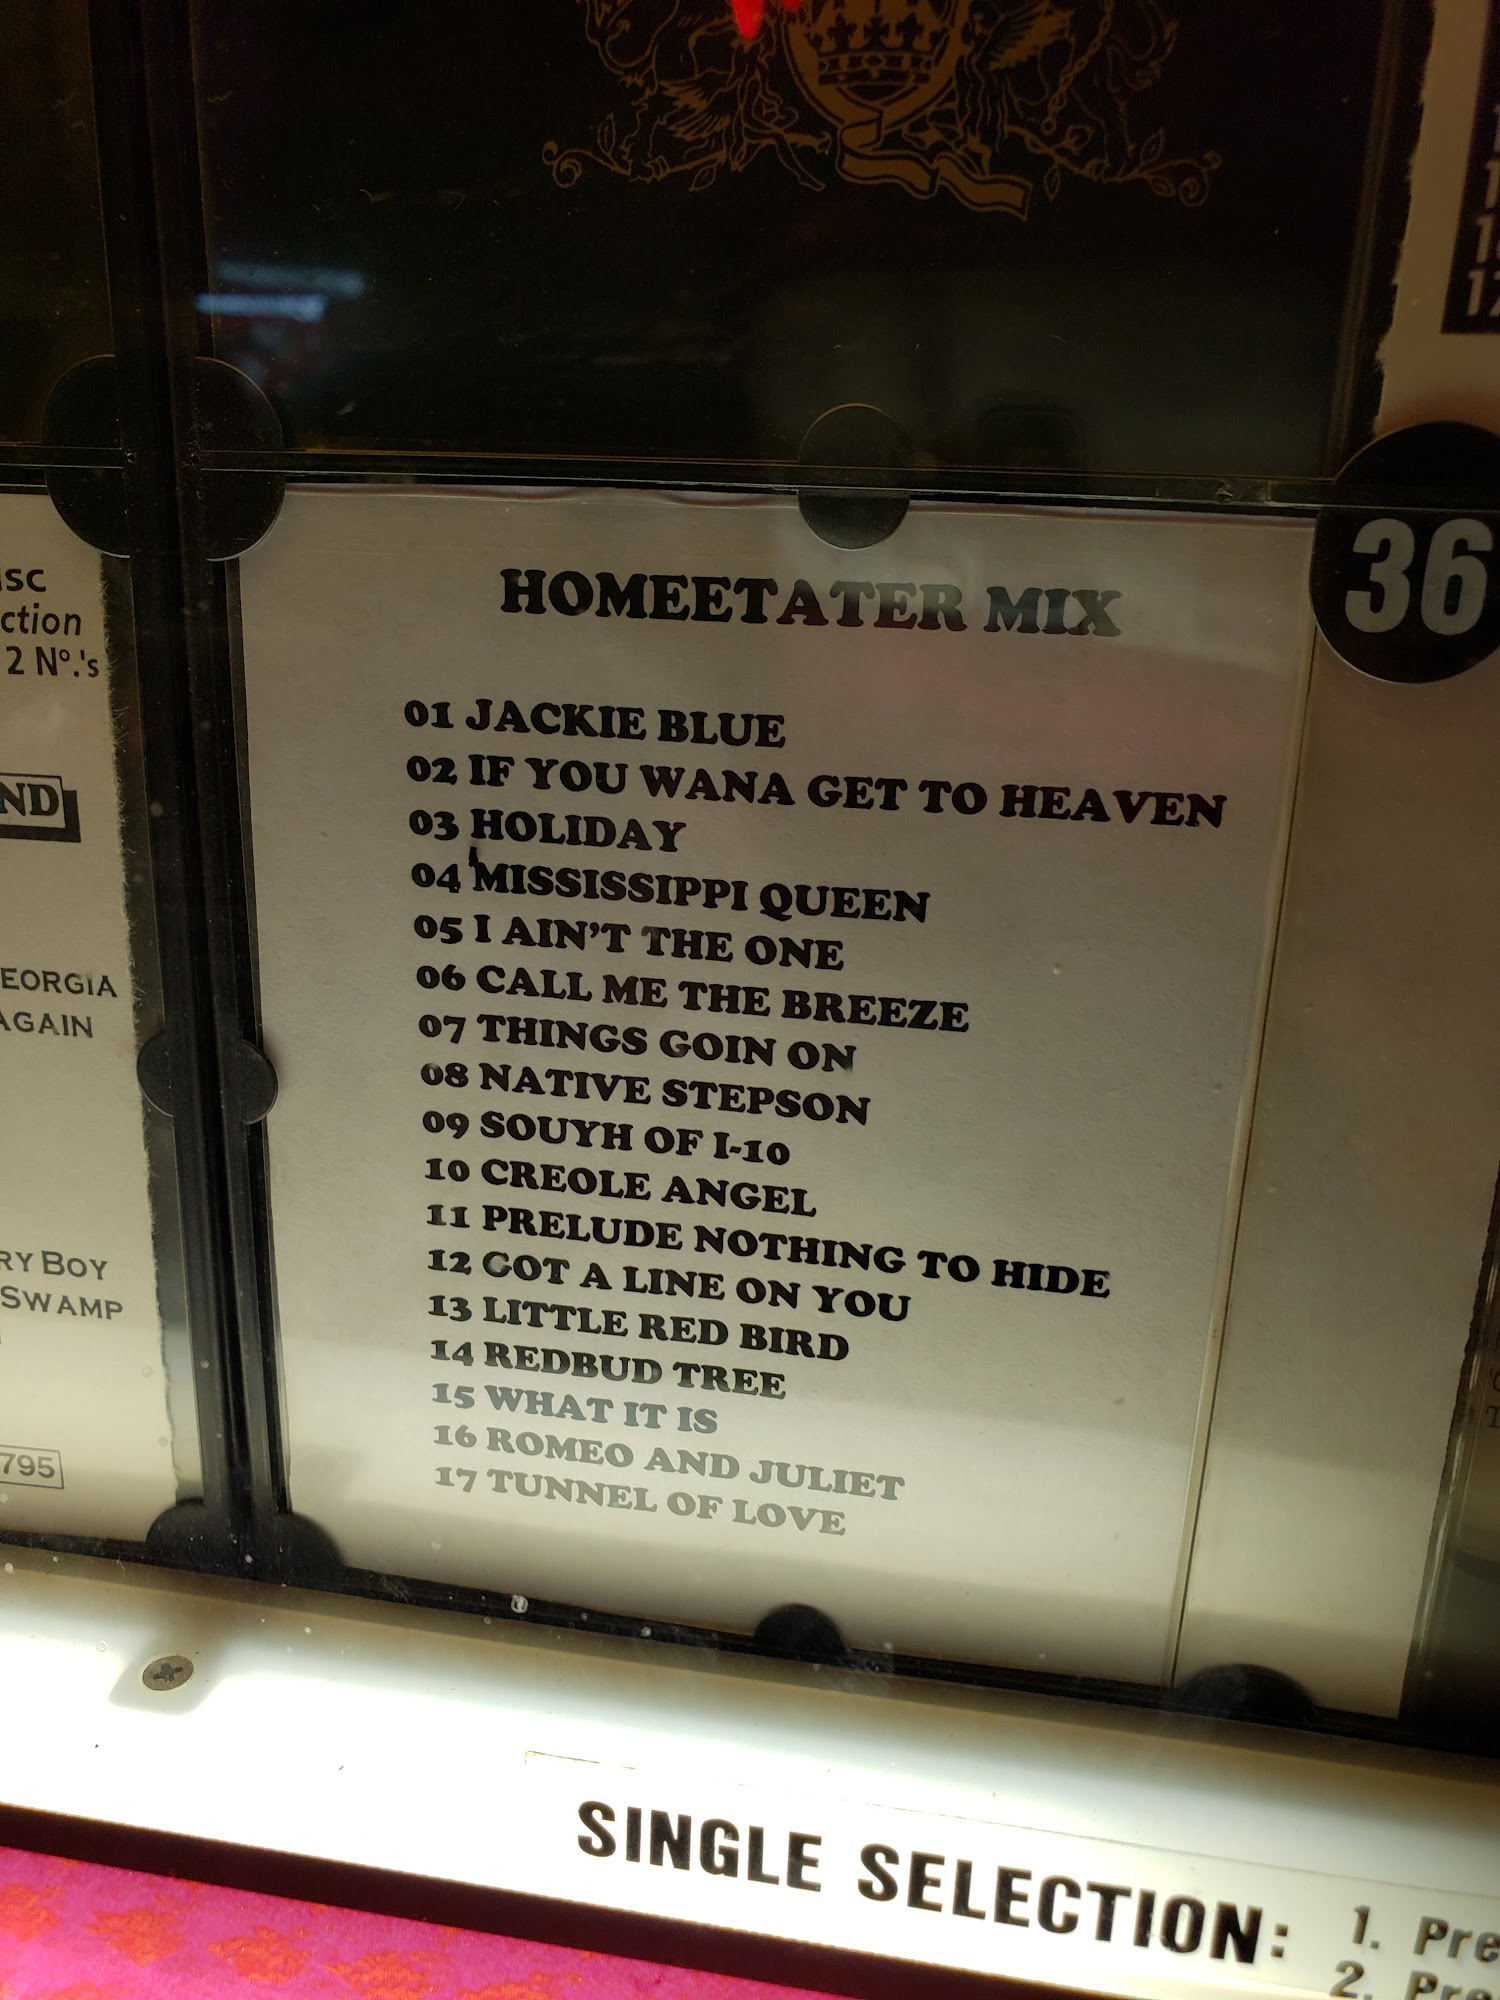 HOMEETATER MIX
36
01 JACKIE BLUE
02 IF YOU WANA GET TO HEAVEN
03 HOLIDAY
04 MISSISSIPPI QUEEN
05 I AIN'T THE ONE
06 CALL ME THE BREEZE
07 THINGS GOIN ON
08 NATIVE STEPSON
09 SOUYH OF I-10
10 CREOLE ANGEL
11 PRELUDE NOTHING TO HIDE
12 GOT A LINE ON YOU
13 LITTLE RED BIRD
14 REDBUD TREE
15 WHAT IT IS
16 ROMEO AND JULIET
17 TUNNEL OF LOVE
2 Nº.'s
AGAIN
RY BOY
SWAMP
795
SINGLE SELECTION:
1. Pre
2. Pre